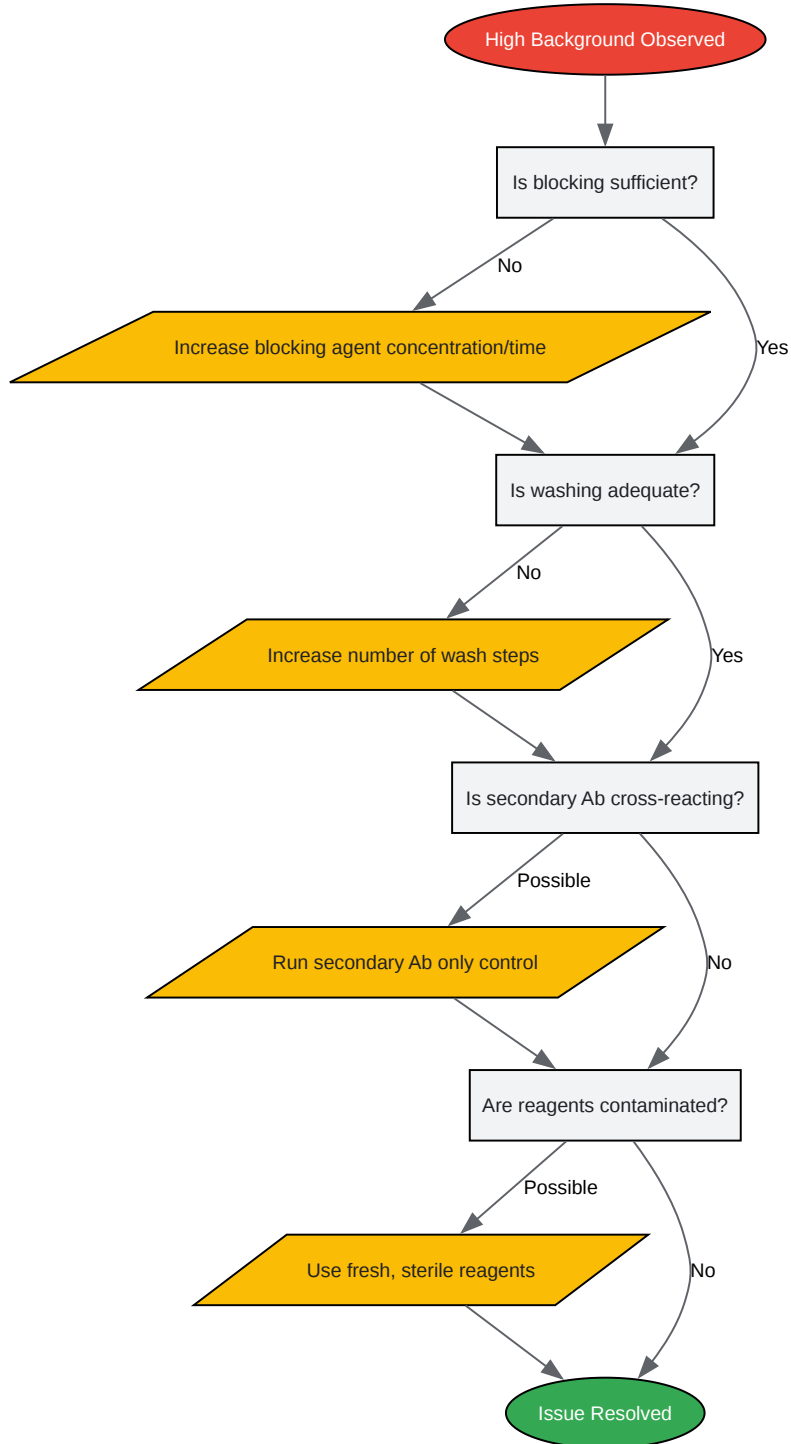 High Background Observed
Is blocking sufficient?
No
Increase blocking agent concentration/time
Yes
Is washing adequate?
No
Increase number of wash steps
Yes
Is secondary Ab cross-reacting?
Possible
Run secondary Ab only control
No
Are reagents contaminated?
Possible
Use fresh, sterile reagents
No
Issue Resolved